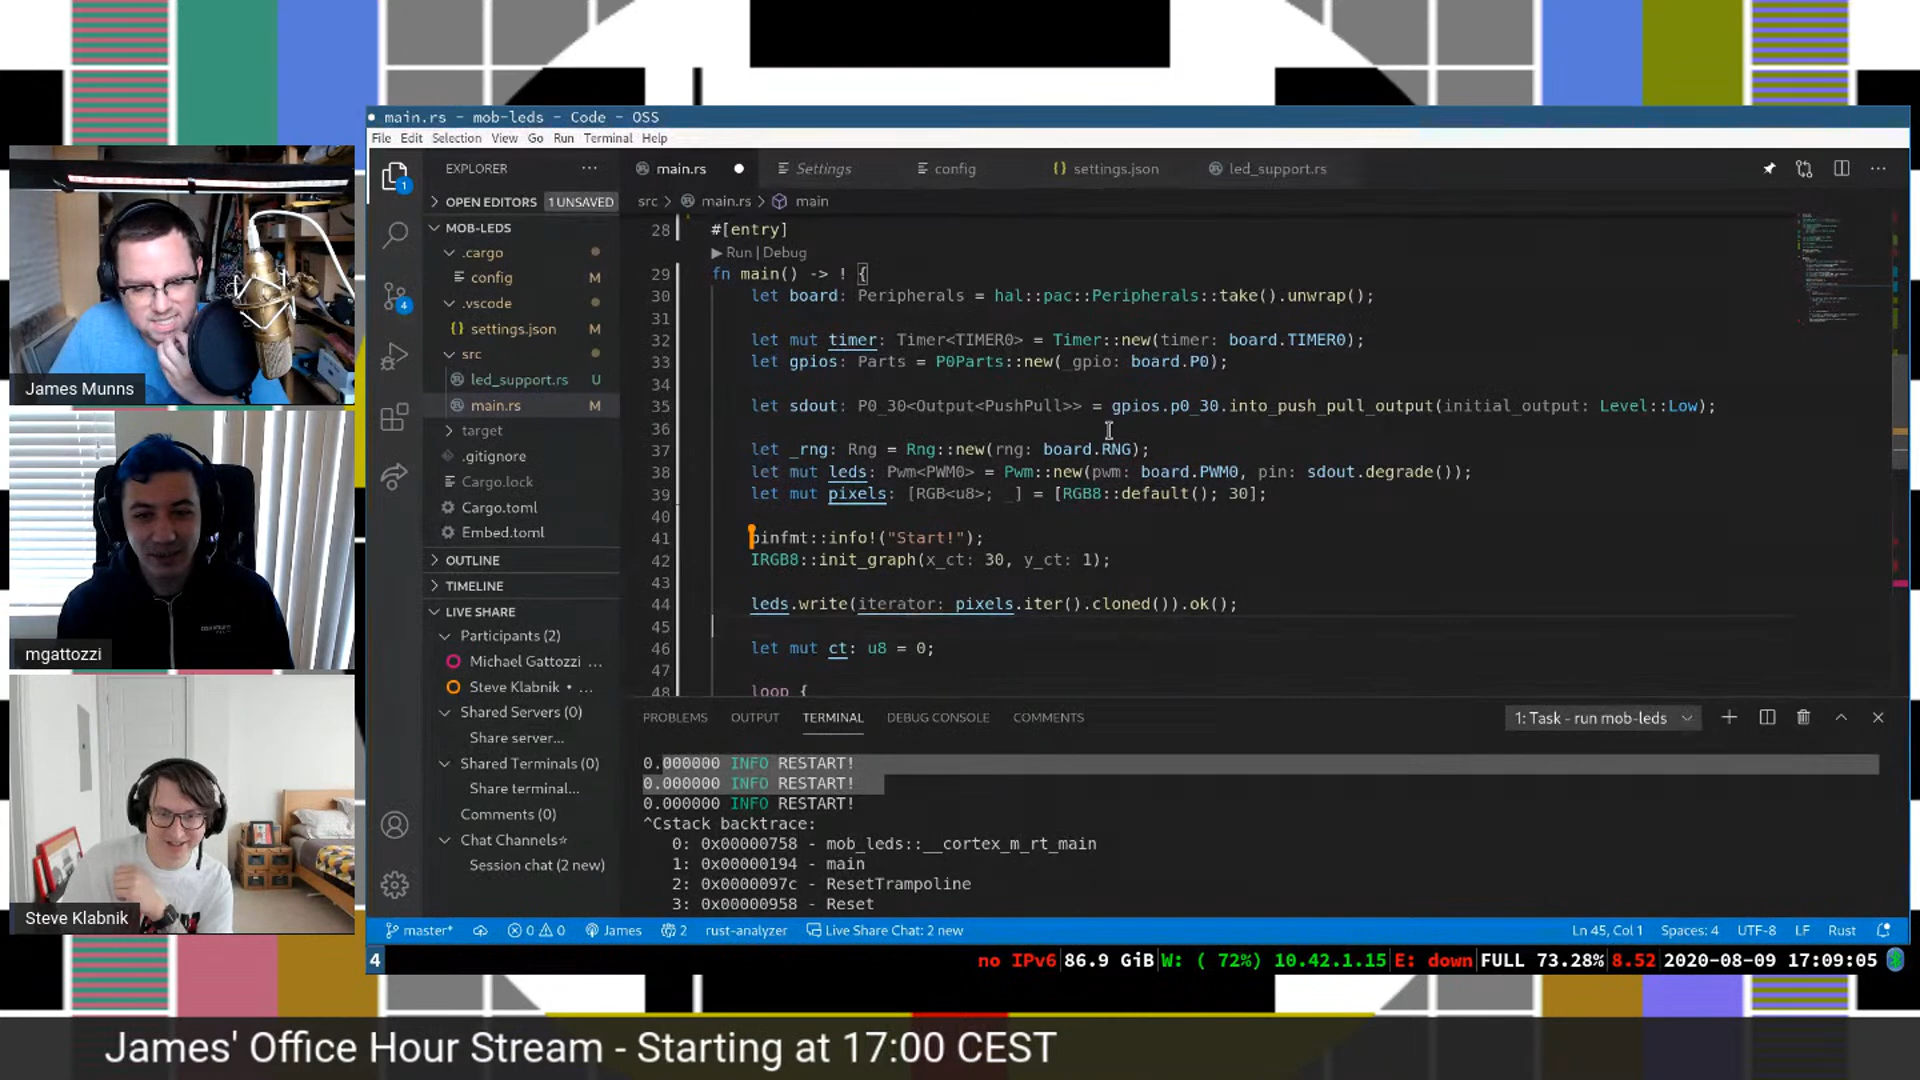 main.rs - mob-leds - Code - OSS
File Edit Selection View Go Run Terminal Help
EXPLORER
main.rs
Settings
config
settings.json
led_support.rs
OPEN EDITORS 1 UNSAVED
MOB-LEDS
.cargo
config M
.vscode
settings.json M
src
led_support.rs U
main.rs M
target
.gitignore
Cargo.lock
Cargo.toml
Embed.toml
OUTLINE
TIMELINE
LIVE SHARE
Participants (2)
Michael Gattozzi ...
Steve Klabnik • ...
Shared Servers (0)
Share server...
Shared Terminals (0)
Share terminal...
Comments (0)
Chat Channels
Session chat (2 new)
1
4
src > main.rs > main
28 #[entry]
Run | Debug
29 fn main() -> ! {
30 let board: Peripherals = hal::pac::Peripherals::take().unwrap();
31
32 let mut timer: Timer<TIMER0> = Timer::new(timer: board.TIMER0);
33 let gpios: Parts = P0Parts::new(_gpio: board.P0);
34
35 let sdout: P0_30<Output<PushPull>> = gpios.p0_30.into_push_pull_output(initial_output: Level::Low);
36
37 let _rng: Rng = Rng::new(rng: board.RNG);
38 let mut leds: Pwm<PWM0> = Pwm::new(pwm: board.PWM0, pin: sdout.degrade());
39 let mut pixels: [RGB<u8>; _] = [RGB8::default(); 30];
40
41 binfmt::info!("Start!");
42 IRGB8::init_graph(x_ct: 30, y_ct: 1);
43
44 leds.write(iterator: pixels.iter().cloned()).ok();
45
46 let mut ct: u8 = 0;
47
48 loop {
PROBLEMS OUTPUT TERMINAL DEBUG CONSOLE COMMENTS
1: Task - run mob-leds
0.000000 INFO RESTART!
0.000000 INFO RESTART!
0.000000 INFO RESTART!
^Cstack backtrace:
0: 0x00000758 - mob_leds::__cortex_m_rt_main
1: 0x00000194 - main
2: 0x0000097c - ResetTrampoline
3: 0x00000958 - Reset
master* 0 0 James 2 rust-analyzer Live Share Chat: 2 new Ln 45, Col 1 Spaces: 4 UTF-8 LF Rust
4 no IPv6|86.9 GiB|W: ( 72%) 10.42.1.15|E: down|FULL 73.28%|8.52|2020-08-09 17:09:05
James Munns
mgattozzi
Steve Klabnik
James' Office Hour Stream - Starting at 17:00 CEST